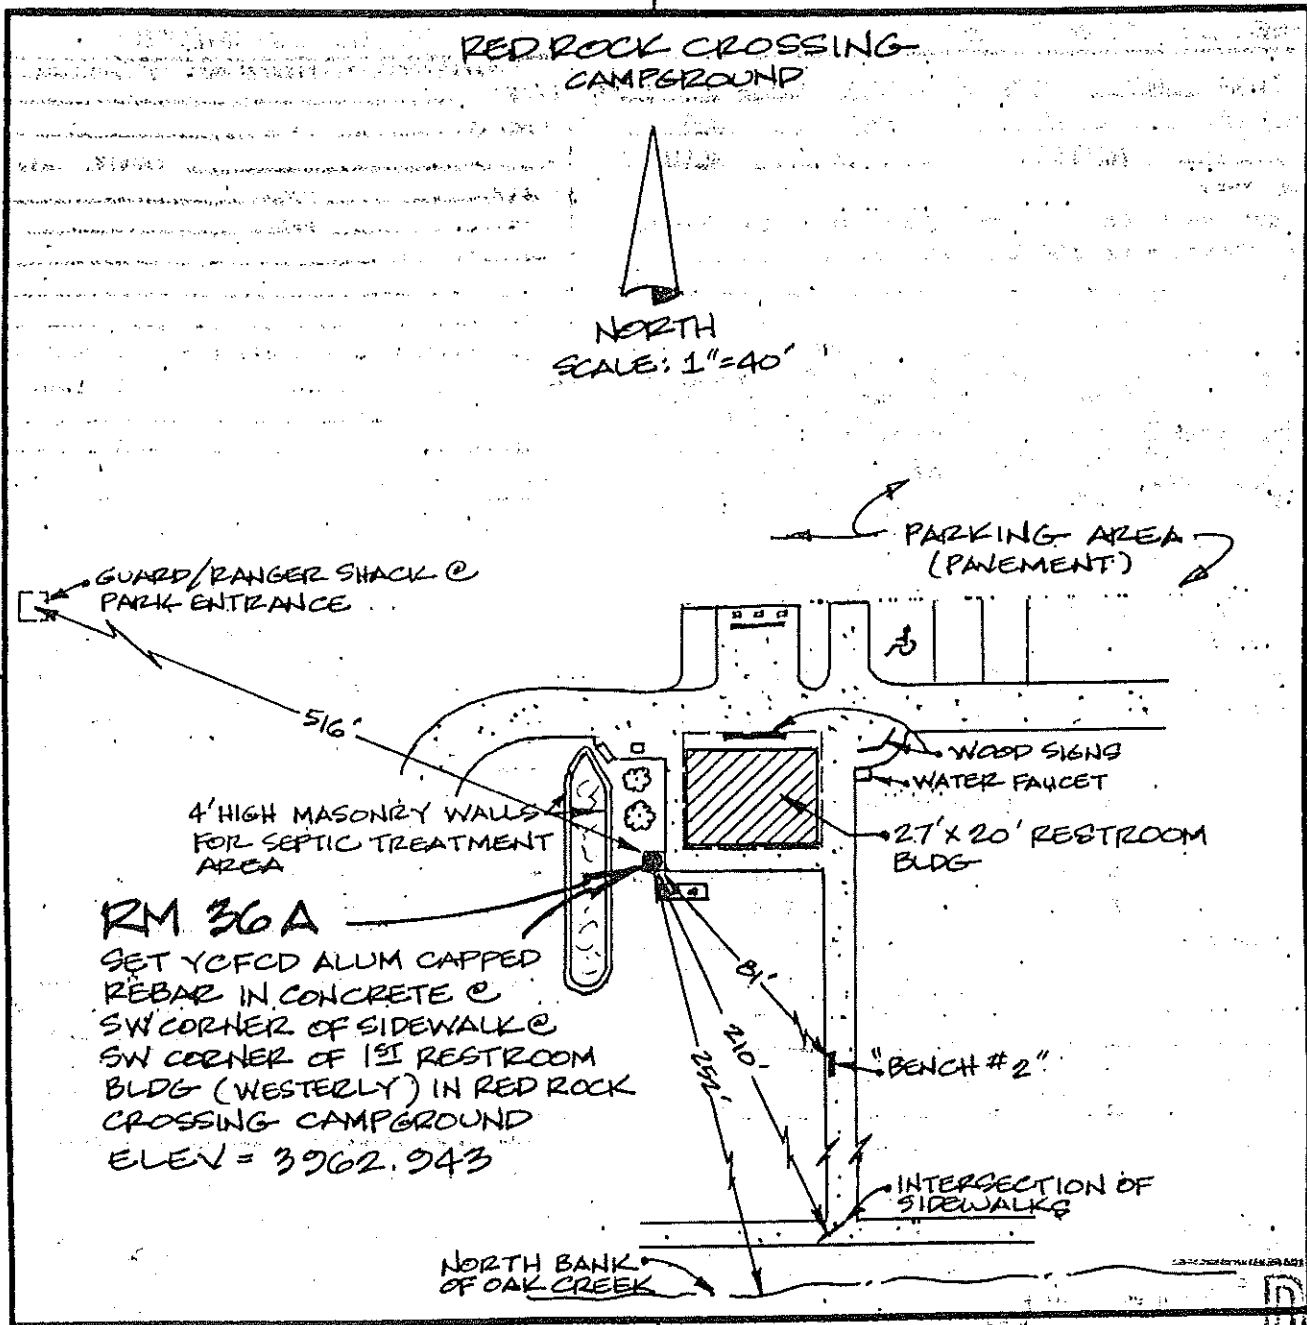 RED ROCK CROSSING
CAMPGROUND
NORTH
SCALE: 1"=40'
PARKING AREA
(PAVEMENT)
GUARD/RANGER SHACK @
PARK ENTRANCE
516'
WOOD SIGNS
WATER FAUCET
4' HIGH MASONRY WALLS
FOR SEPTIC TREATMENT
AREA
27' X 20' RESTROOM
BLDG
RM 36A
SET YCFCD ALUM CAPPED
REBAR IN CONCRETE @
SW CORNER OF SIDEWALK @
SW CORNER OF 1ST RESTROOM
BLDG (WESTERLY) IN RED ROCK
CROSSING CAMPGROUND
ELEV = 3962.943
81'
210'
252'
"BENCH #2"
INTERSECTION OF
SIDEWALKS
NORTH BANK
OF OAK CREEK